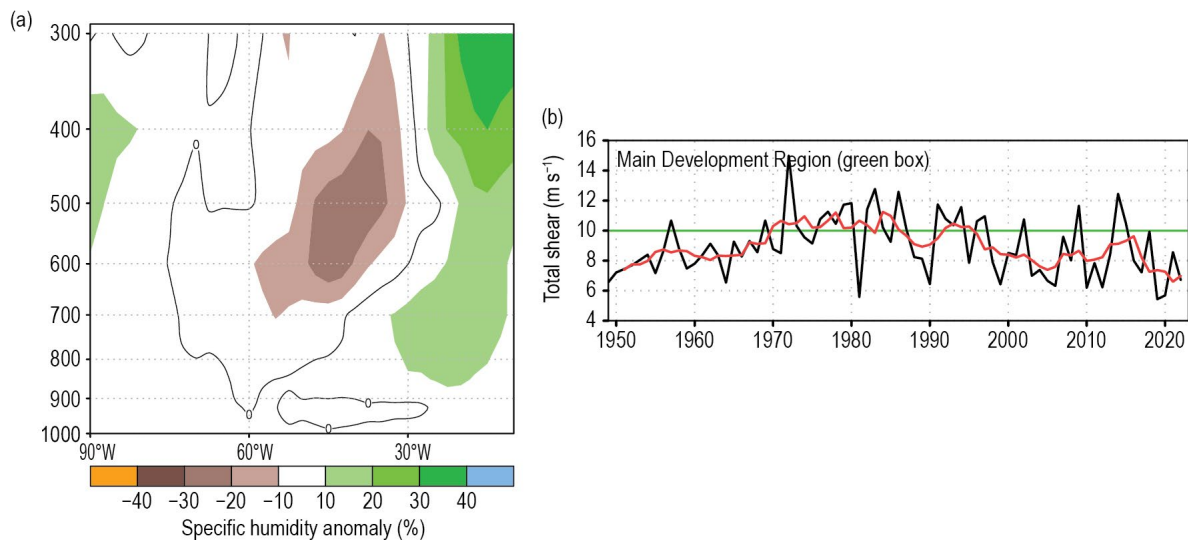 (a)
300
400
500
600
700
800
900
1000
0
0
0
0
90°W 60°W 30°W
−40 −30 −20 −10 10 20 30 40
Specific humidity anomaly (%)
(b)
Main Development Region (green box)
Total shear (m s⁻¹)
16
14
12
10
8
6
4
1950 1960 1970 1980 1990 2000 2010 2020